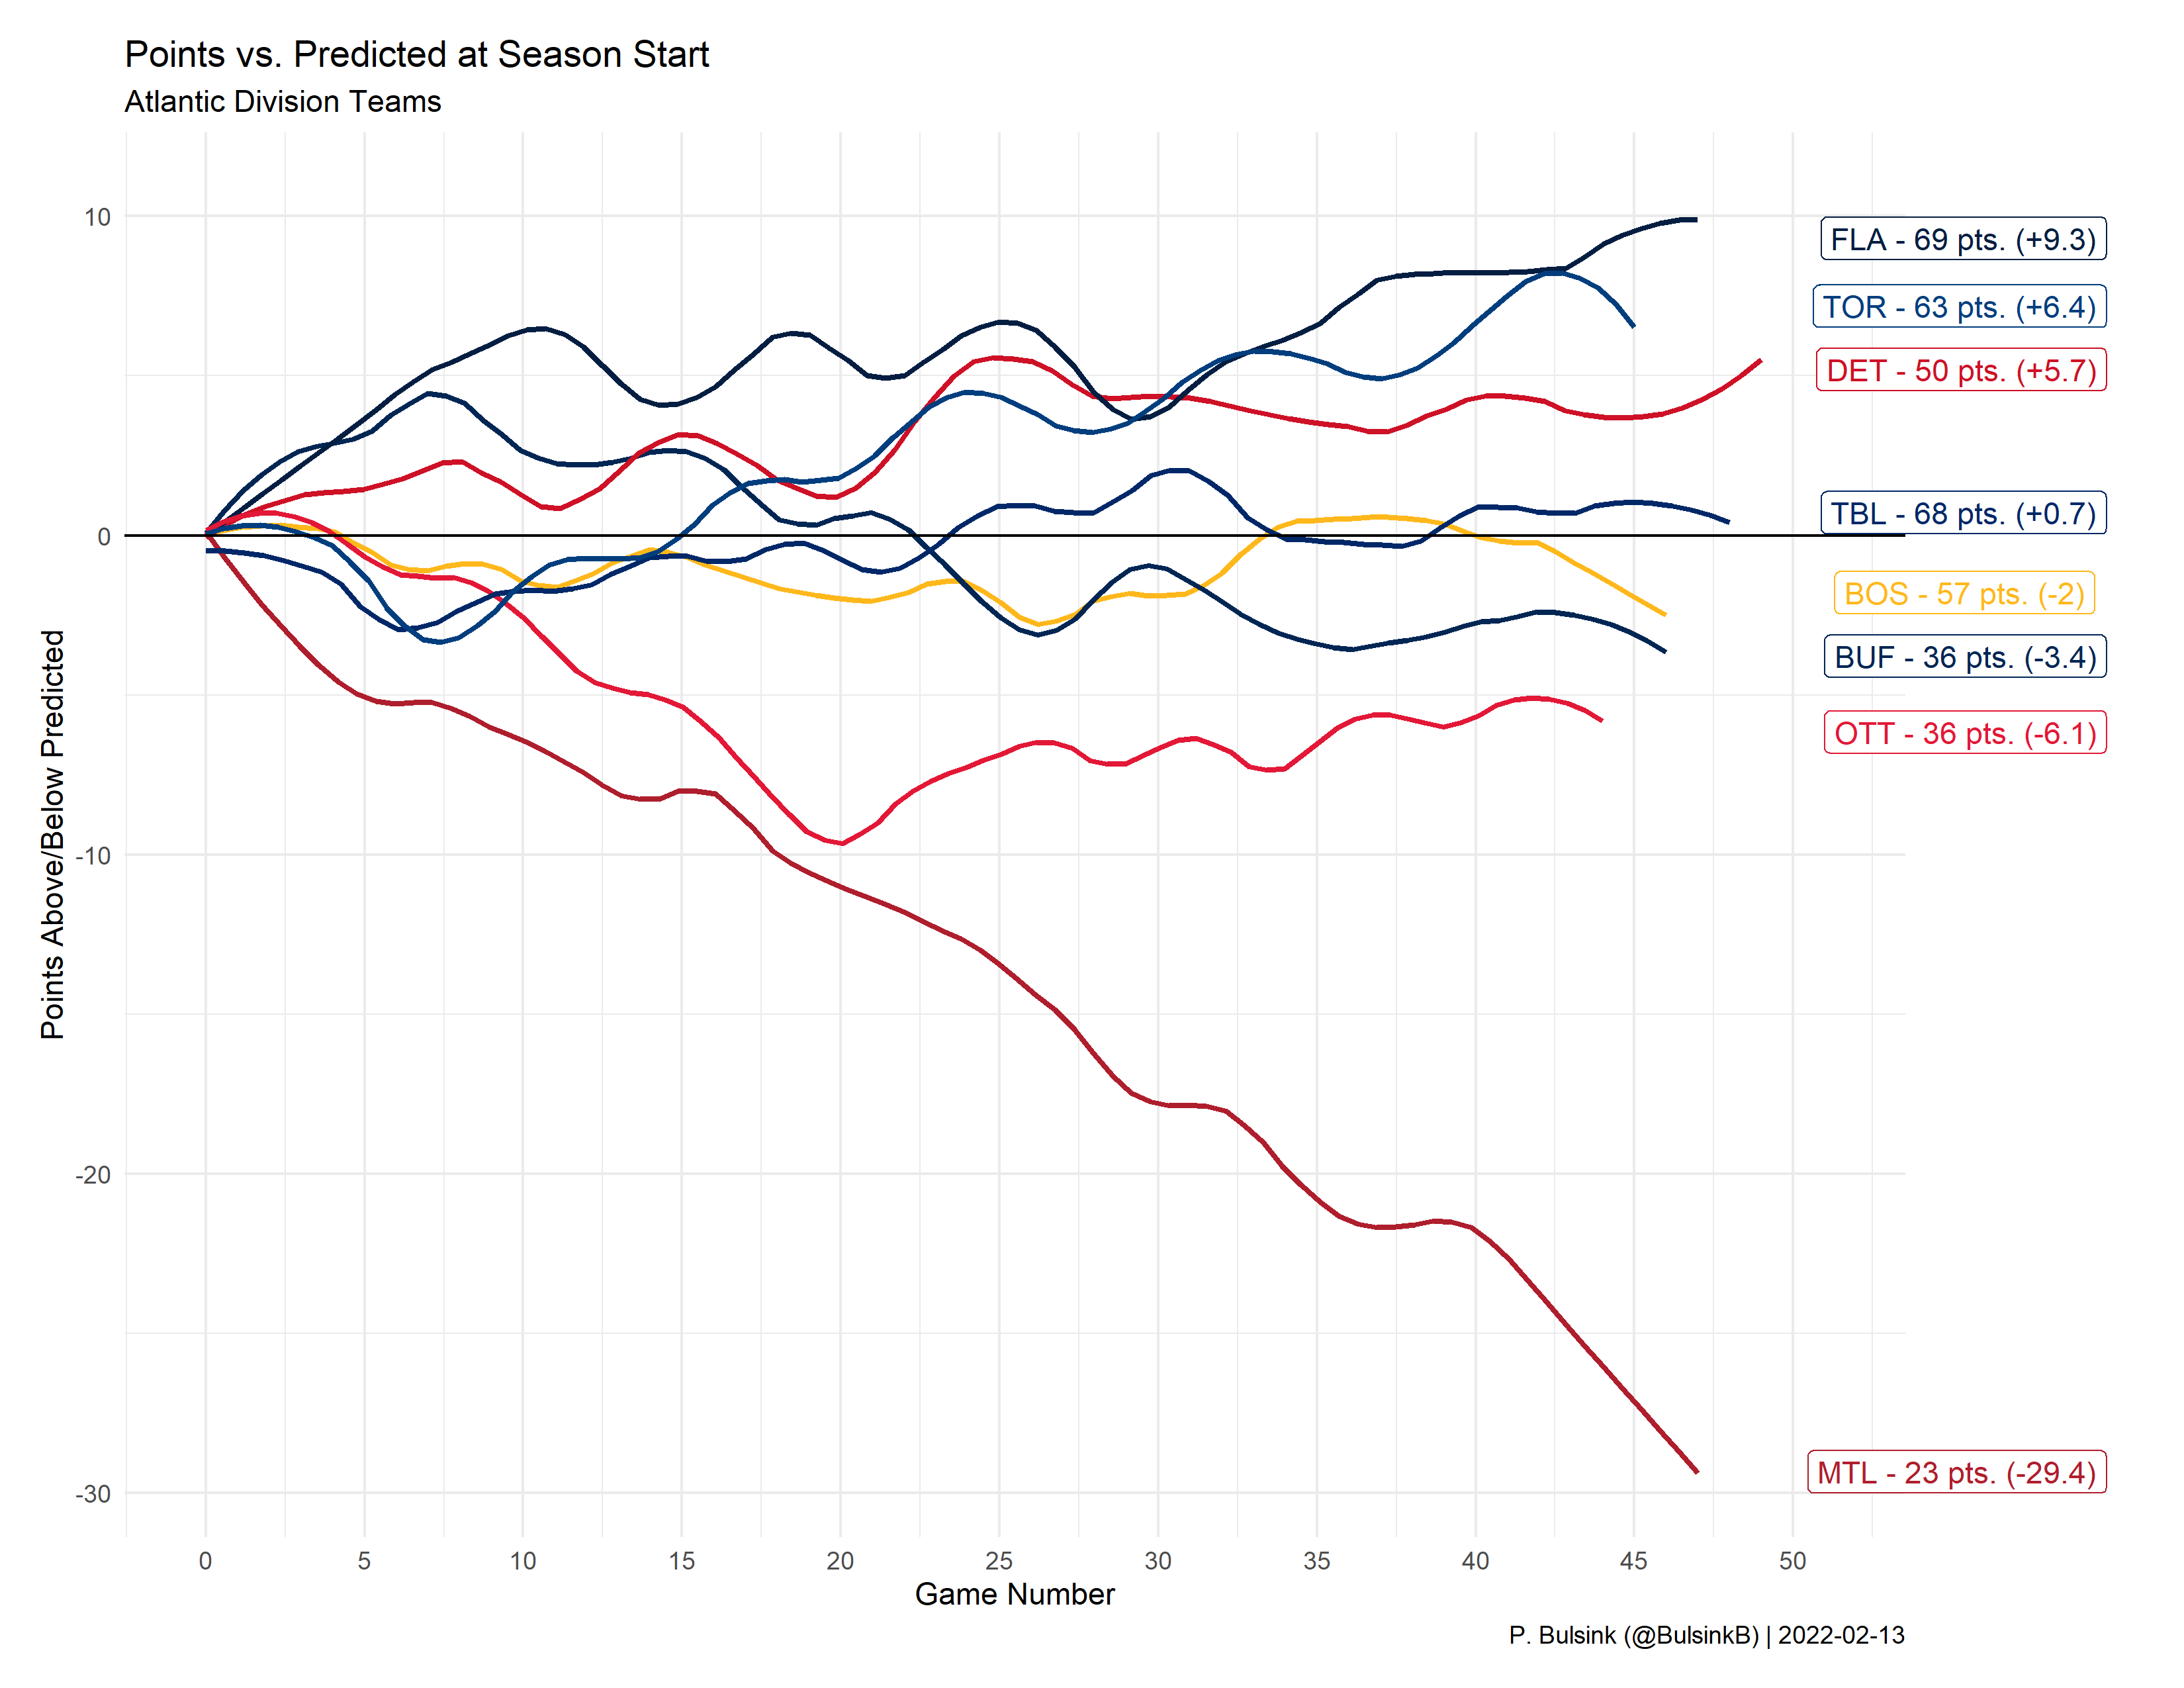 Points vs. Predicted at Season Start
Atlantic Division Teams
Points Above/Below Predicted
10
0
-10
-20
-30
FLA - 69 pts. (+9.3)
TOR - 63 pts. (+6.4)
DET - 50 pts. (+5.7)
TBL - 68 pts. (+0.7)
BOS - 57 pts. (-2)
BUF - 36 pts. (-3.4)
OTT - 36 pts. (-6.1)
MTL - 23 pts. (-29.4)
0 5 10 15 20 25 30 35 40 45 50
Game Number
P. Bulsink (@BulsinkB) | 2022-02-13